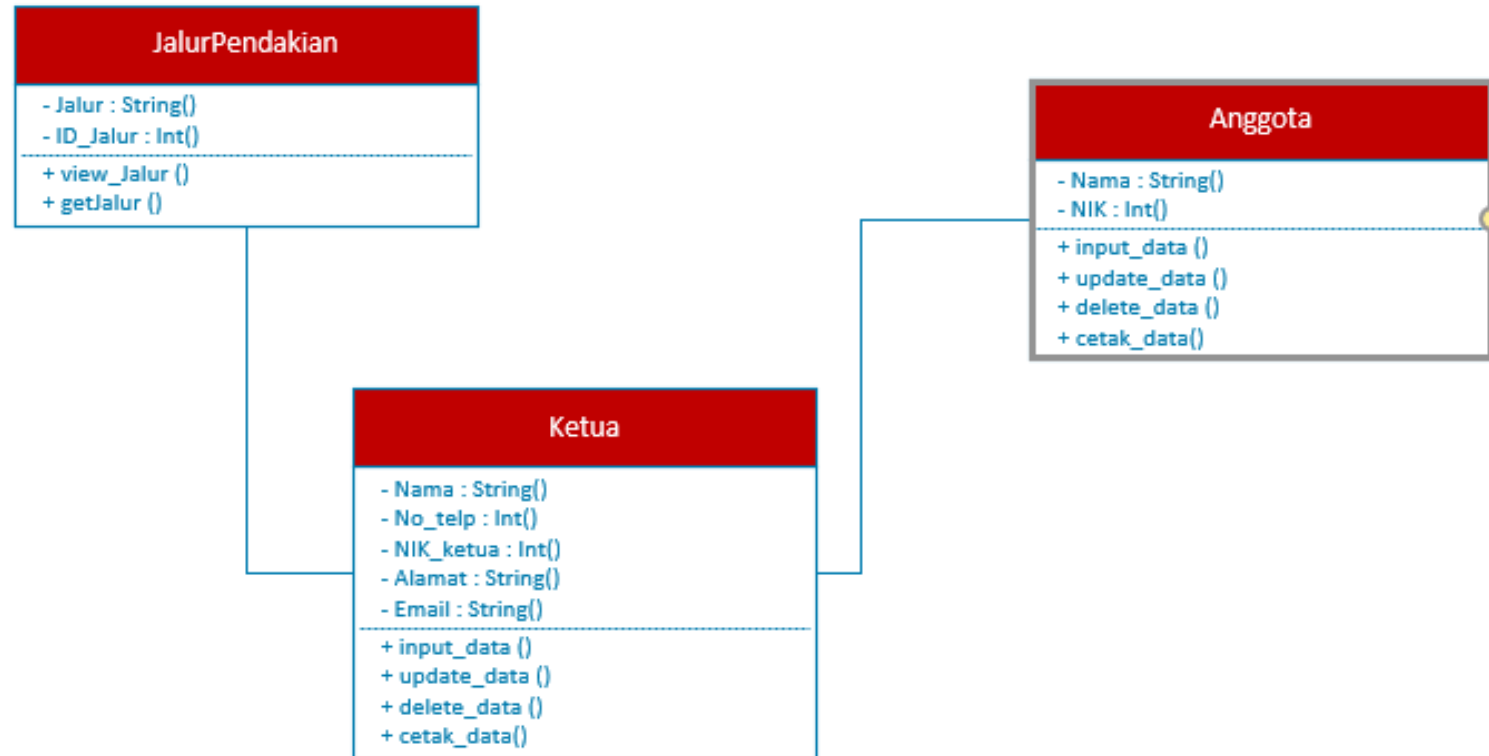 JalurPendakian
- Jalur : String()
- ID_Jalur : Int()
+ view_Jalur ()
+ getJalur ()
Anggota
- Nama : String()
- NIK : Int()
+ input_data ()
+ update_data ()
+ delete_data ()
+ cetak_data()
Ketua
- Nama : String()
- No_telp : Int()
- NIK_ketua : Int()
- Alamat : String()
- Email : String()
+ input_data ()
+ update_data ()
+ delete_data ()
+ cetak_data()